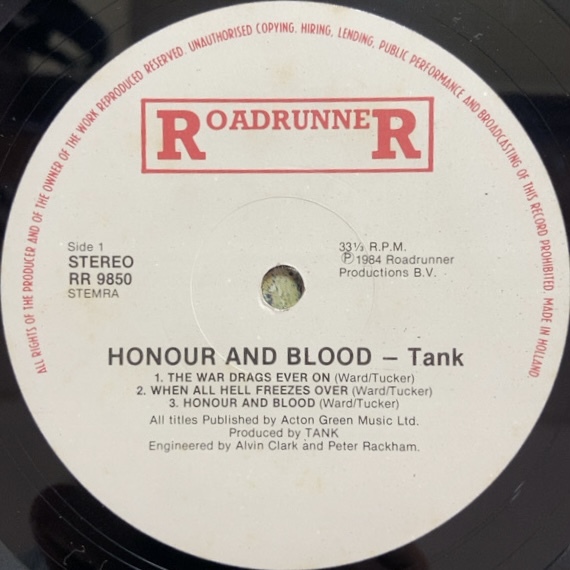 ALL RIGHTS OF THE PRODUCER AND OF THE OWNER OF THE WORK REPRODUCED RESERVED. UNAUTHORISED COPYING, HIRING, LENDING, PUBLIC PERFORMANCE AND BROADCASTING OF THIS RECORD PROHIBITED. MADE IN HOLLAND.
ROADRUNNER
Side 1
STEREO
RR 9850
STEMRA
33⅓ R.P.M.
Ⓟ1984 Roadrunner
Productions B.V.
HONOUR AND BLOOD – Tank
1. THE WAR DRAGS EVER ON (Ward/Tucker)
2. WHEN ALL HELL FREEZES OVER (Ward/Tucker)
3. HONOUR AND BLOOD (Ward/Tucker)
All titles Published by Acton Green Music Ltd.
Produced by TANK
Engineered by Alvin Clark and Peter Rackham.